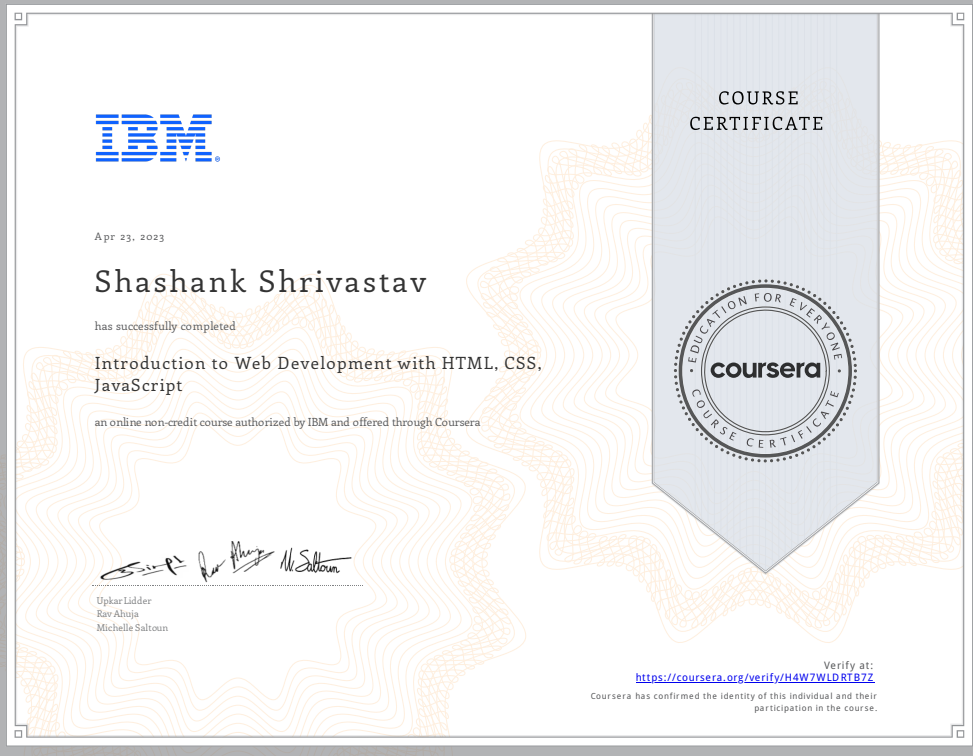 COURSE
CERTIFICATE
IBM®
Apr 23, 2023
Shashank Shrivastav
has successfully completed
Introduction to Web Development with HTML, CSS,
JavaScript
an online non-credit course authorized by IBM and offered through Coursera
EDUCATION FOR EVERYONE
coursera
COURSE CERTIFICATE
Rav Ahuja
M. Saltoun
Upkar Lidder
Rav Ahuja
Michelle Saltoun
Verify at:
https://coursera.org/verify/H4W7WLDRTB7Z
Coursera has confirmed the identity of this individual and their
participation in the course.